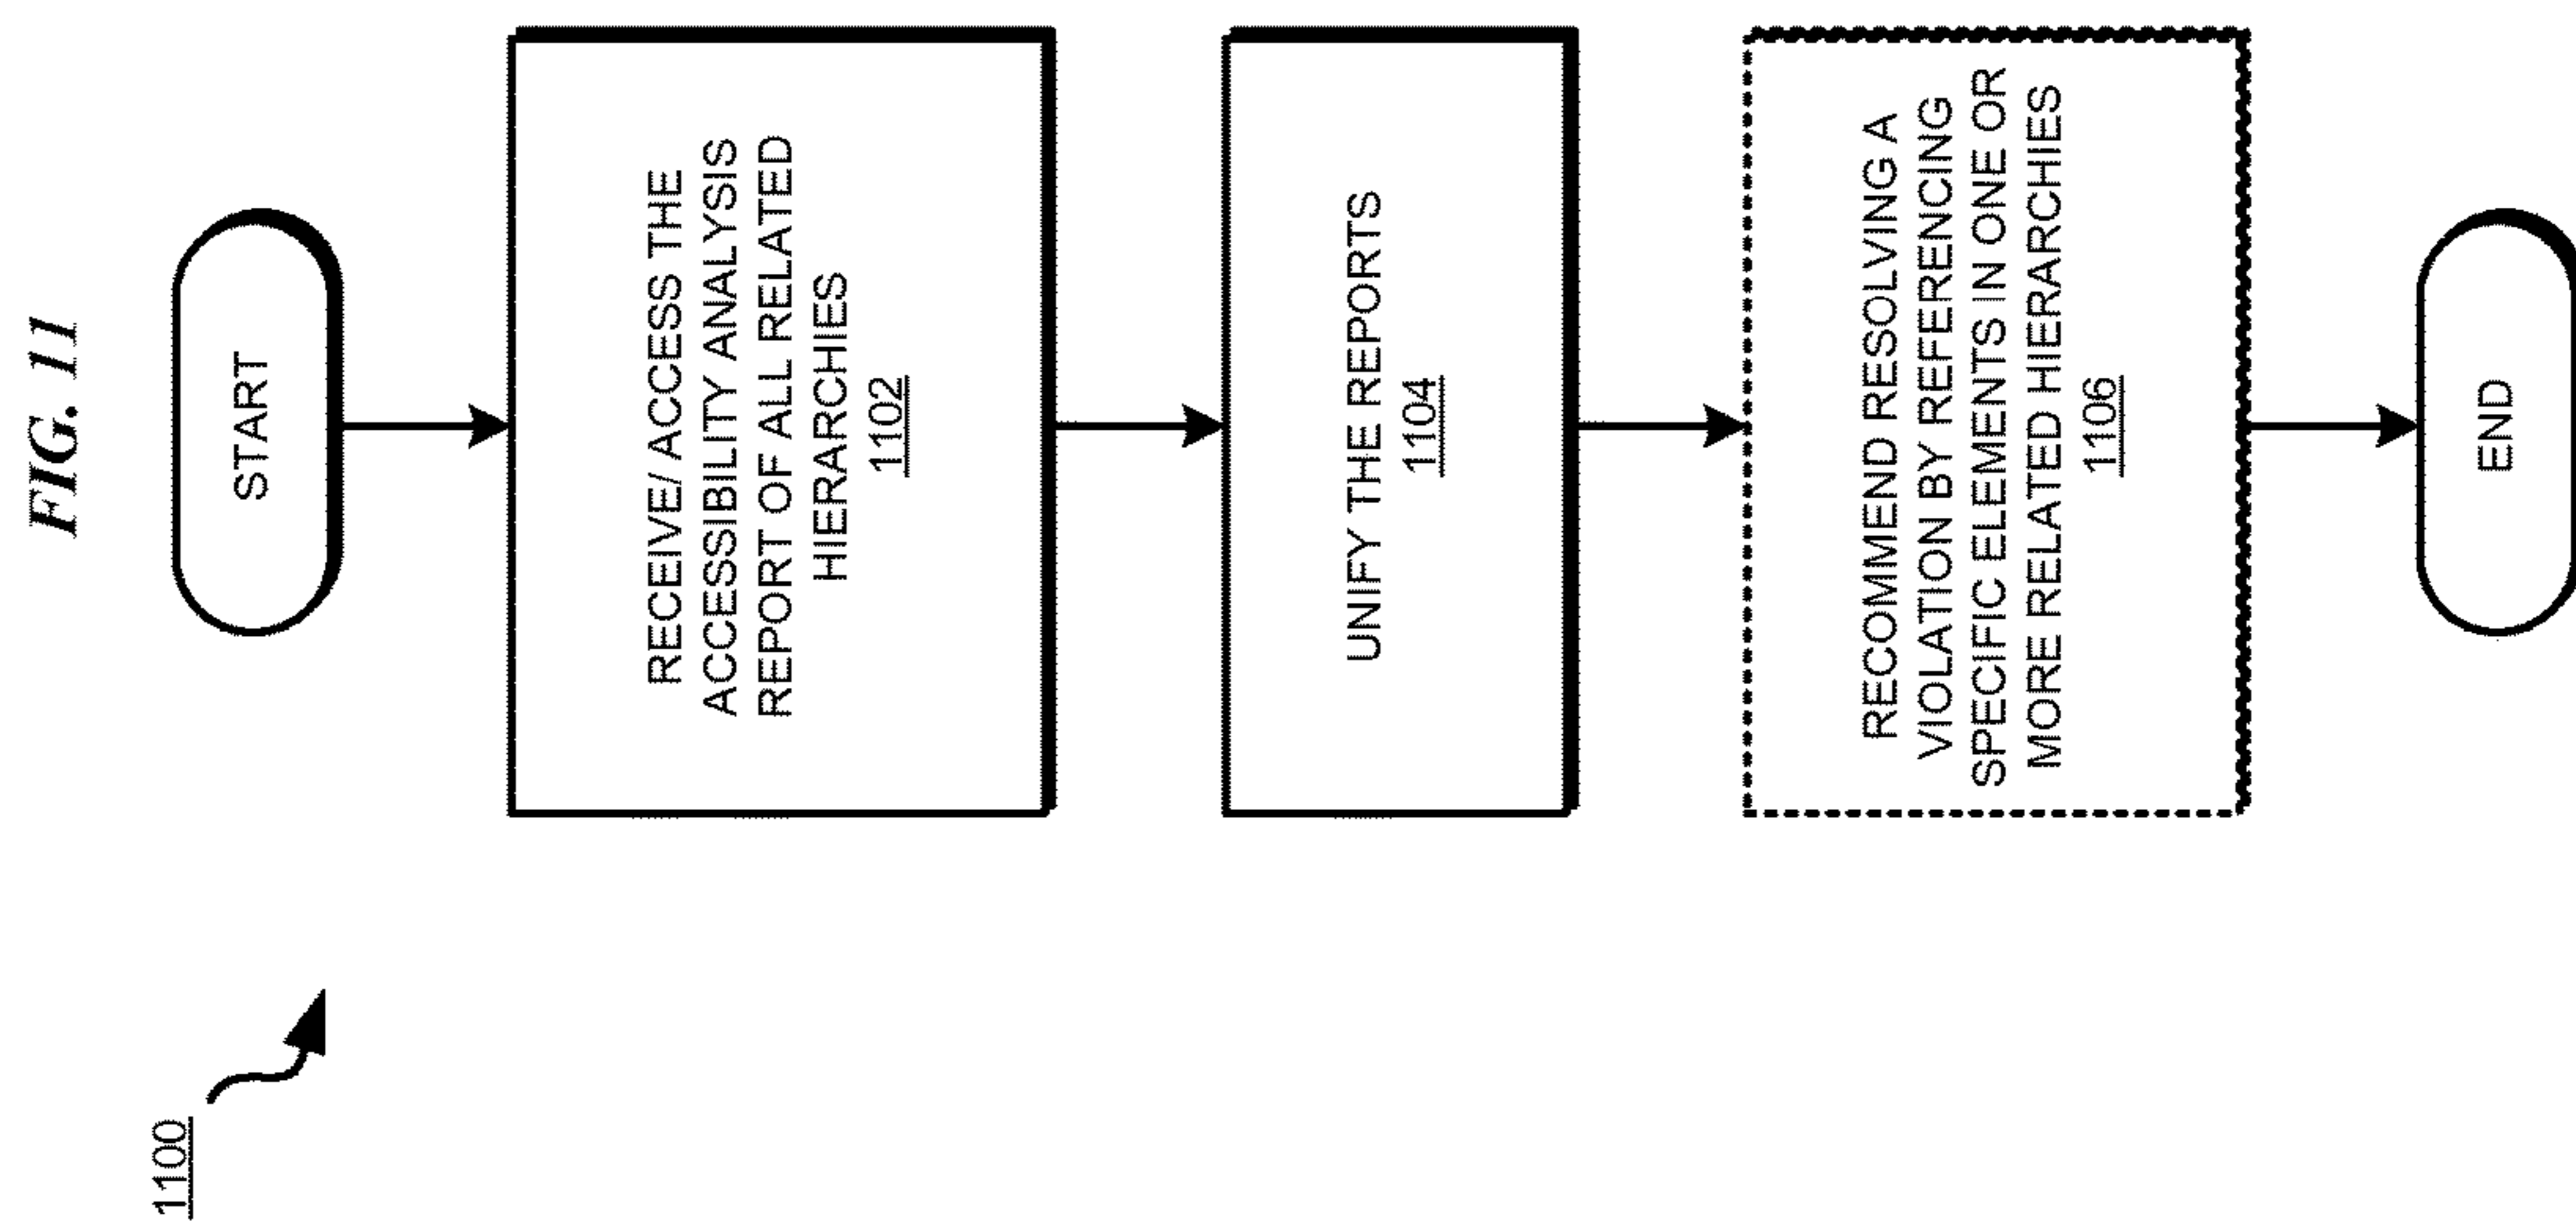 FIG. 11
1100
START
RECEIVE/ ACCESS THE
ACCESSIBILITY ANALYSIS
REPORT OF ALL RELATED
HIERARCHIES
1102
UNIFY THE REPORTS
1104
RECOMMEND RESOLVING A
VIOLATION BY REFERENCING
SPECIFIC ELEMENTS IN ONE OR
MORE RELATED HIERARCHIES
1106
END